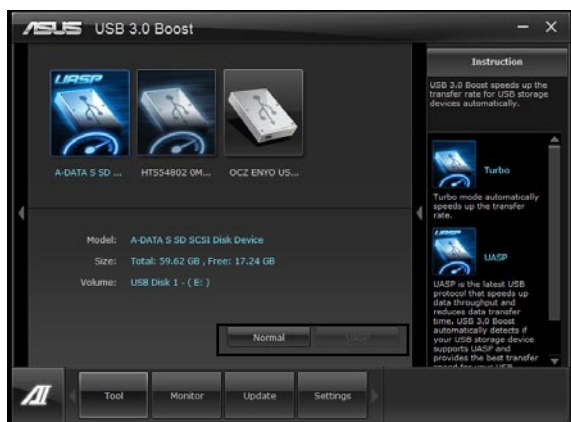 ASUS USB 3.0 Boost
UASP
A-DATA S SD ...
HTS54802 0M...
OCZ ENYO US...
Model: A-DATA S SD SCSI Disk Device
Size: Total: 59.62 GB , Free: 17.24 GB
Volume: USB Disk 1 - ( E: )
Normal
UASP
Instruction
USB 3.0 Boost speeds up the
transfer rate for USB storage
devices automatically.
Turbo
Turbo mode automatically
speeds up the transfer
rate.
UASP
UASP
UASP is the latest USB
protocol that speeds up
data throughput and
reduces data transfer
time. USB 3.0 Boost
automatically detects if
your USB storage device
supports UASP and
provides the best transfer
speed for your USB
Tool
Monitor
Update
Settings